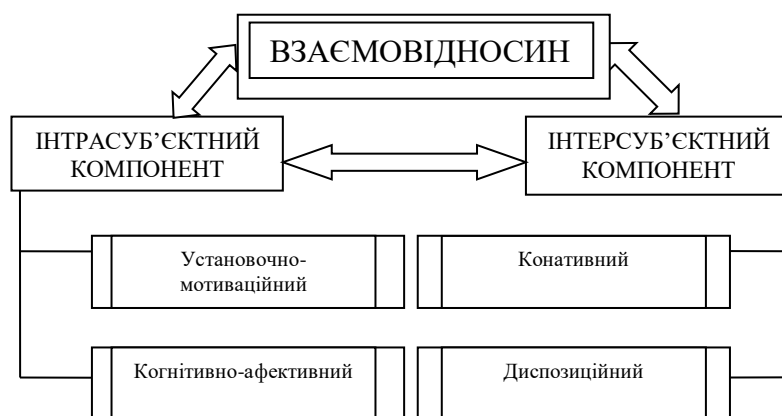 ВЗАЄМОВІДНОСИН
ІНТРАСУБ’ЄКТНИЙ
КОМПОНЕНТ
ІНТЕРСУБ’ЄКТНИЙ
КОМПОНЕНТ
Установочно-
мотиваційний
Конативний
Когнітивно-афективний
Диспозиційний